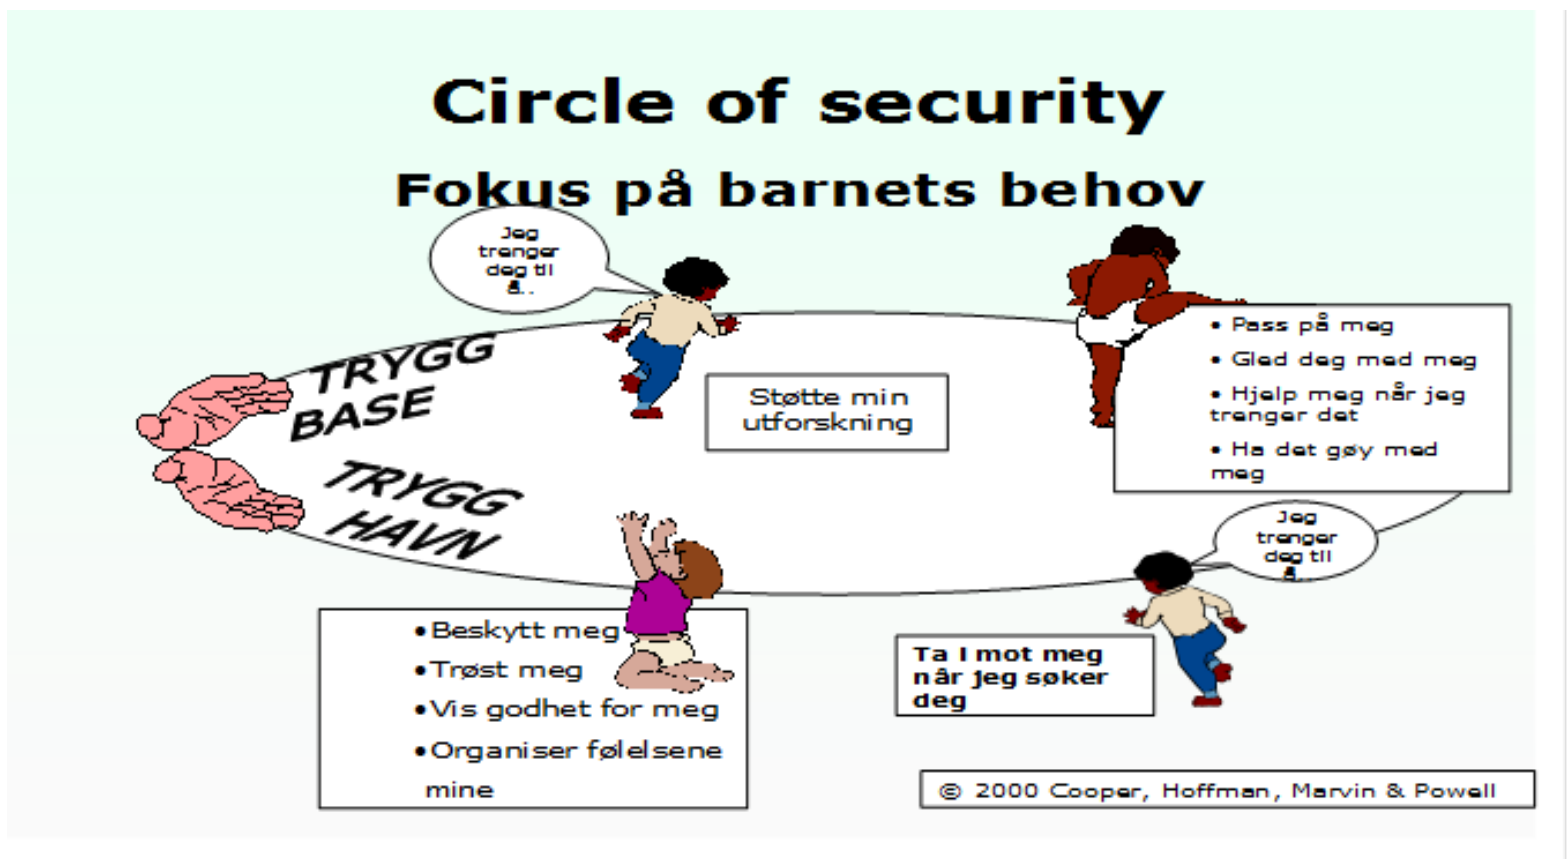 Circle of security
Fokus på barnets behov
Jeg
trenger
deg til
å..
TRYGG
BASE
Støtte min
utforskning
• Pass på meg
• Gled deg med meg
• Hjelp meg når jeg
trenger det
• Ha det gøy med
meg
TRYGG
HAVN
Jeg
trenger
deg til
å..
•Beskytt meg
•Trøst meg
•Vis godhet for meg
•Organiser følelsene
mine
Ta I mot meg
når jeg søker
deg
© 2000 Cooper, Hoffman, Marvin & Powell